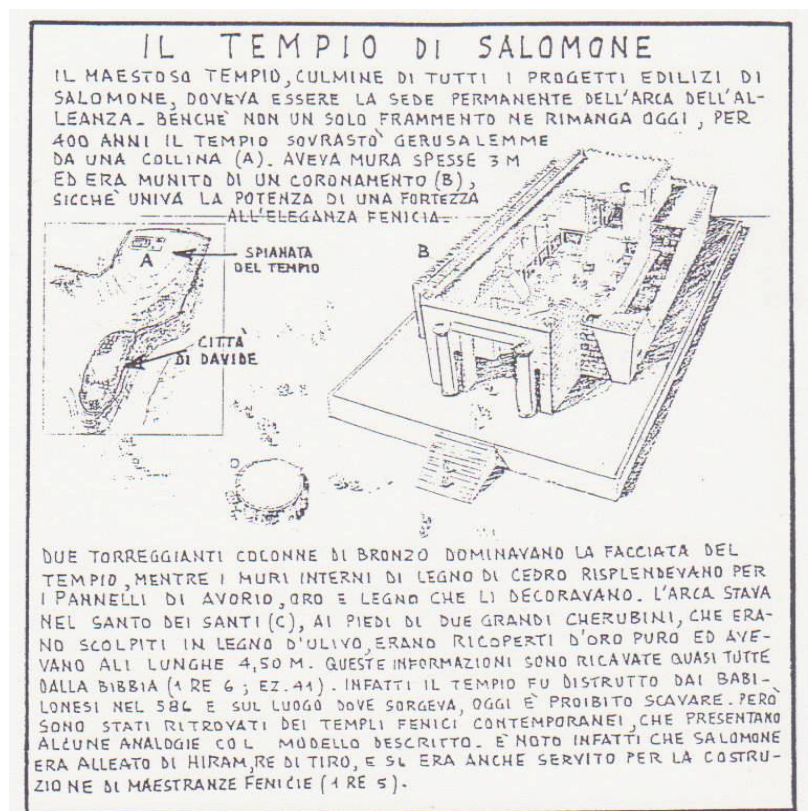 IL TEMPIO DI SALOMONE
IL MAESTOSO TEMPIO, CULMINE DI TUTTI I PROGETTI EDILIZI DI
SALOMONE, DOVEVA ESSERE LA SEDE PERMANENTE DELL'ARCA DELL'AL-
LEANZA. BENCHÈ NON UN SOLO FRAMMENTO NE RIMANGA OGGI, PER
400 ANNI IL TEMPIO SOVRASTÒ GERUSALEMME
DA UNA COLLINA (A). AVEVA MURA SPESSE 3 M
ED ERA MUNITO DI UN CORONAMENTO (B),
SICCHÈ UNIVA LA POTENZA DI UNA FORTEZZA
ALL'ELEGANZA FENICIA.
C
B
A
SPIANATA
DEL TEMPIO
CITTÀ
DI DAVIDE
D
DUE TORREGGIANTI COLONNE DI BRONZO DOMINAVANO LA FACCIATA DEL
TEMPIO, MENTRE I MURI INTERNI DI LEGNO DI CEDRO RISPLENDEVANO PER
I PANNELLI DI AVORIO, ORO E LEGNO CHE LI DECORAVANO. L'ARCA STAVA
NEL SANTO DEI SANTI (C), AI PIEDI DI DUE GRANDI CHERUBINI, CHE ERA-
NO SCOLPITI IN LEGNO D'ULIVO, ERANO RICOPERTI D'ORO PURO ED AVE-
VANO ALI LUNGHE 4,50 M. QUESTE INFORMAZIONI SONO RICAVATE QUASI TUTTE
DALLA BIBBIA (1 RE 6; EZ. 41). INFATTI IL TEMPIO FU DISTRUTTO DAI BABI-
LONESI NEL 586 E SUL LUOGO DOVE SORGEVA, OGGI È PROIBITO SCAVARE. PERÒ
SONO STATI RITROVATI DEI TEMPLI FENICI CONTEMPORANEI, CHE PRESENTANO
ALCUNE ANALOGIE COL MODELLO DESCRITTO. È NOTO INFATTI CHE SALOMONE
ERA ALLEATO DI HIRAM, RE DI TIRO, E SI ERA ANCHE SERVITO PER LA COSTRU-
ZIONE DI MAESTRANZE FENICIE (1 RE 5).